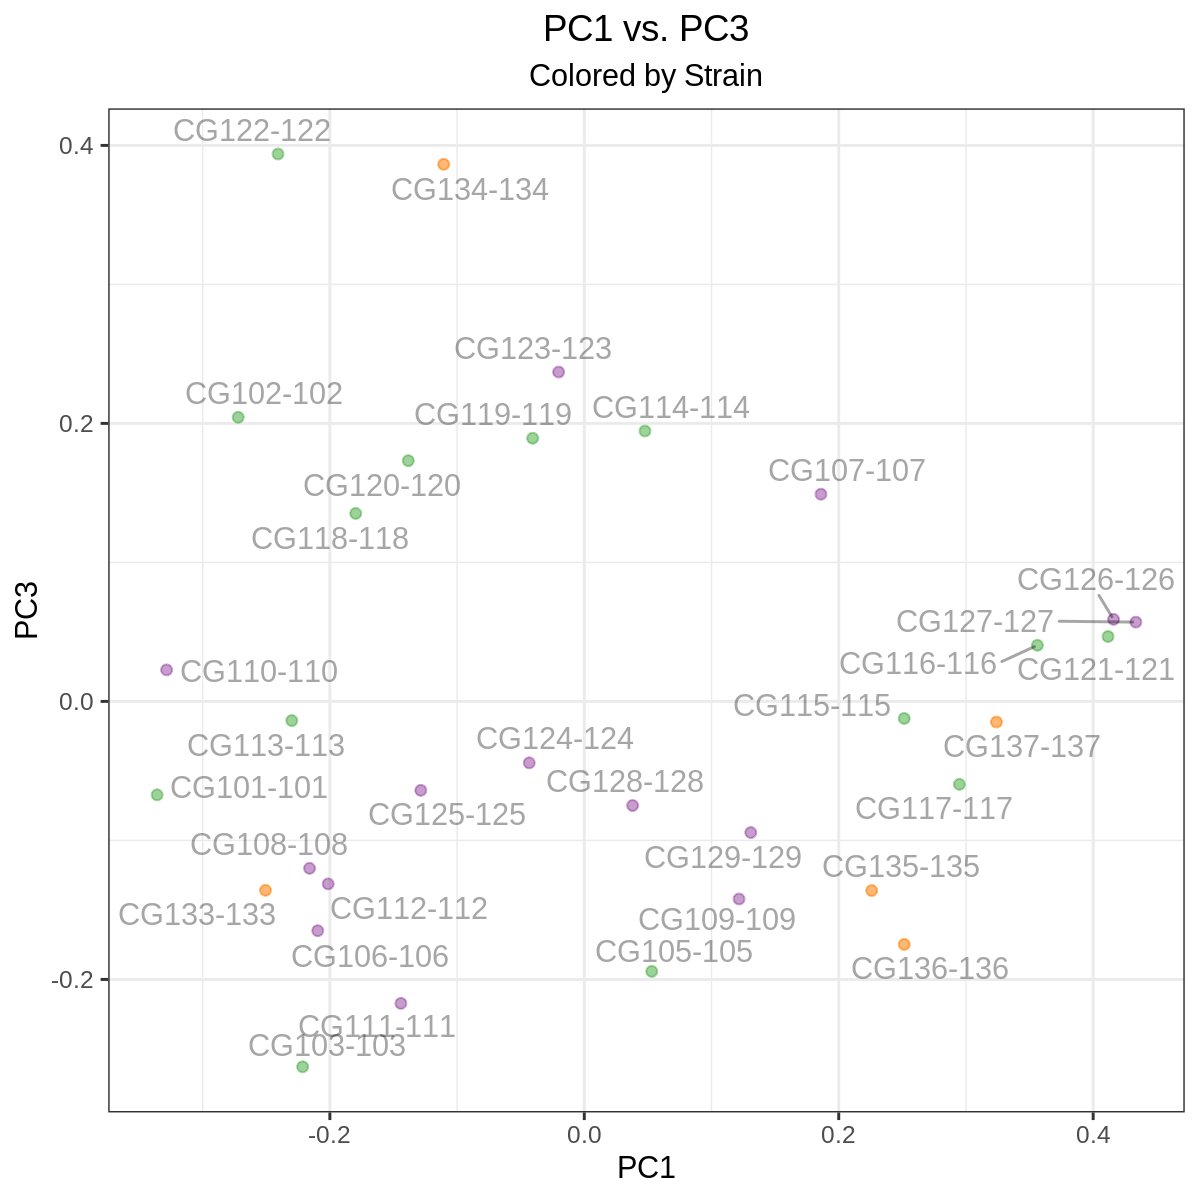 PC1 vs. PC3
Colored by Strain
CG122-122
0.4
CG134-134
CG123-123
CG102-102
CG119-119
CG114-114
0.2
CG107-107
CG120-120
CG118-118
CG126-126
PC3
CG127-127
CG116-116
CG121-121
CG110-110
0.0
CG115-115
CG113-113
CG124-124
CG137-137
CG128-128
CG101-101
CG125-125
CG117-117
CG108-108
CG129-129
CG135-135
CG112-112
CG133-133
CG109-109
CG105-105
CG106-106
CG136-136
-0.2
CG111-111
CG103-103
-0.2
0.0
0.2
0.4
PC1